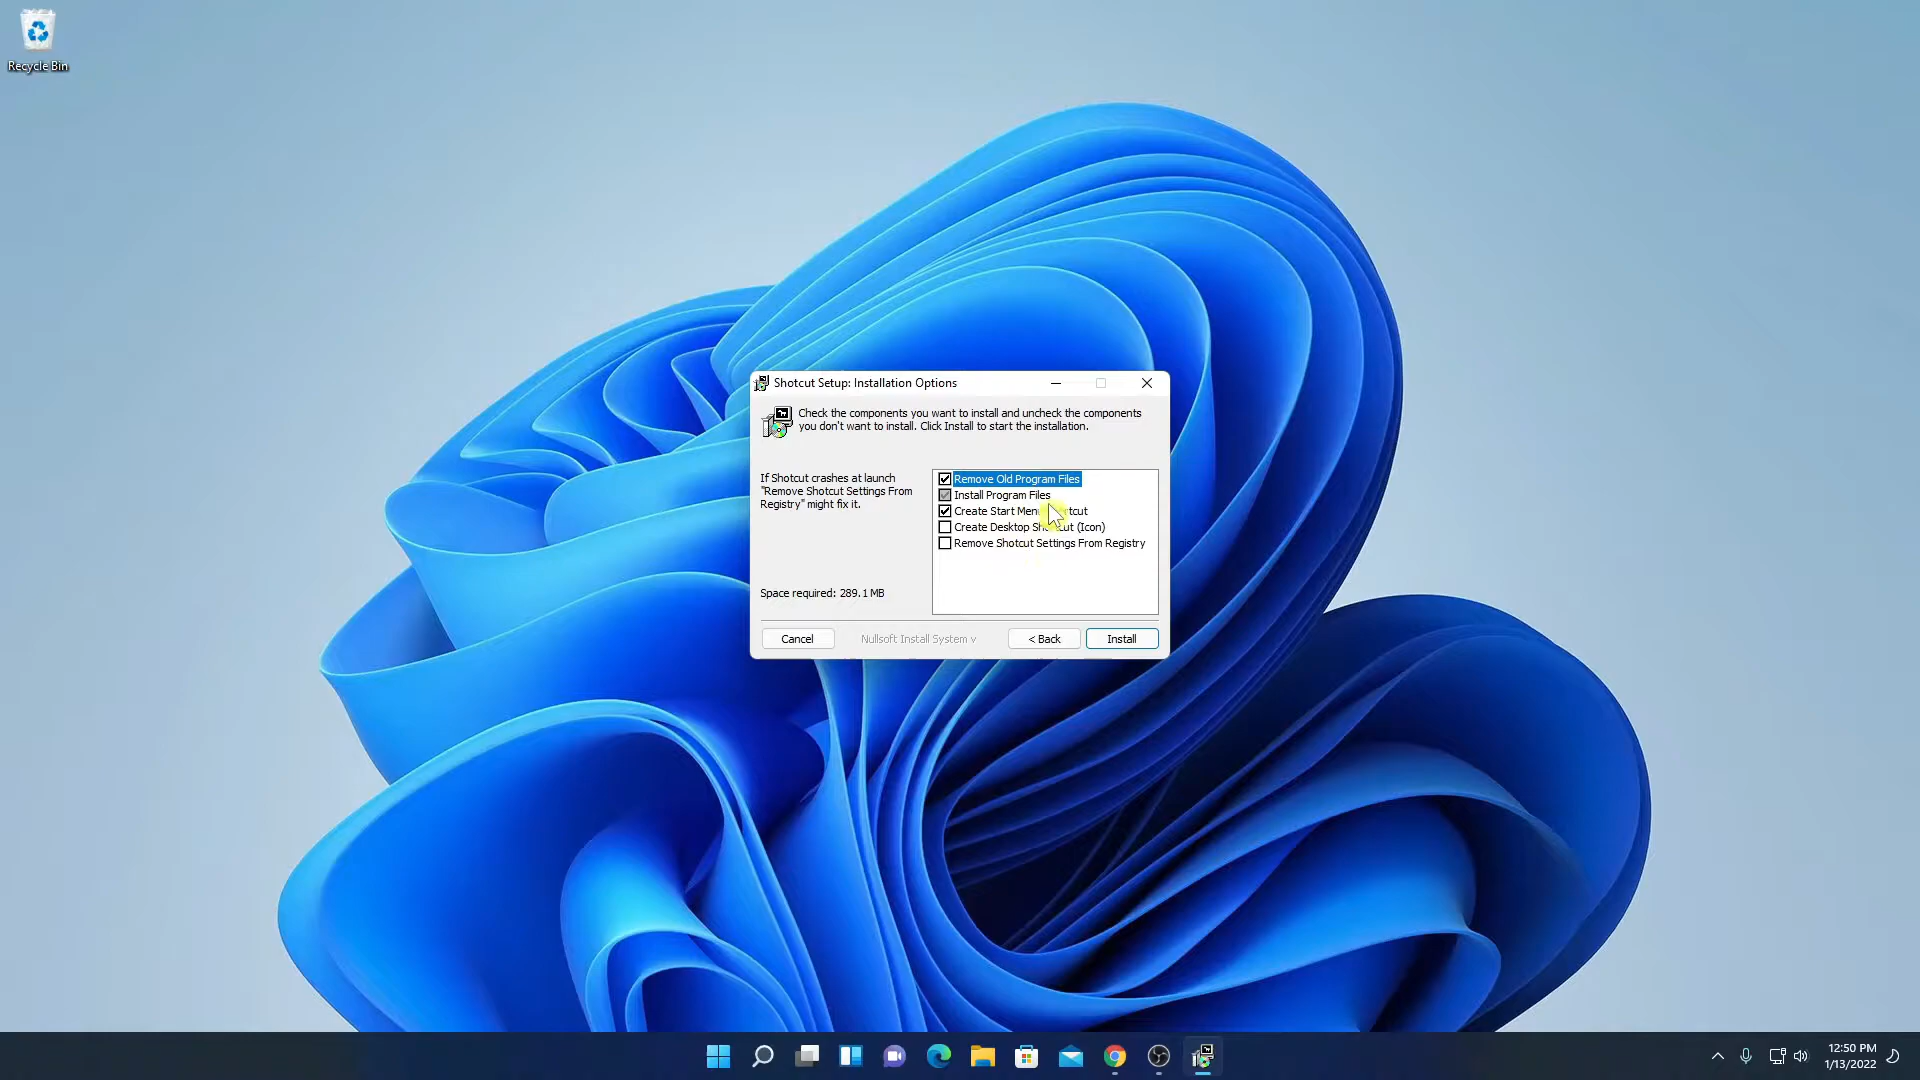 Recycle Bin
Shotcut Setup: Installation Options
Check the components you want to install and uncheck the components
you don't want to install. Click Install to start the installation.
If Shotcut crashes at launch
"Remove Shotcut Settings From
Registry" might fix it.
Remove Old Program Files
Install Program Files
Create Start Menu
Create Desktop (Icon)
Remove Shotcut Settings From Registry
Space required: 289.1 MB
Cancel
Nullsoft Install System v
< Back
Install
12:50 PM
1/13/2022